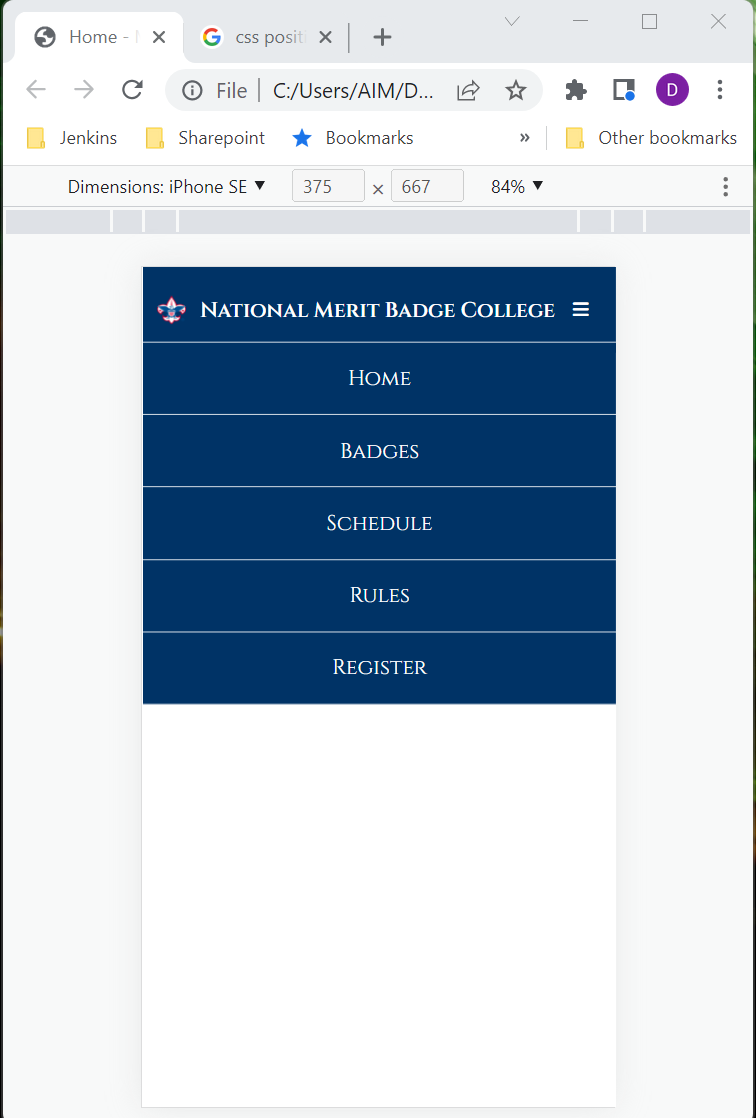 Home -
css posit
File
C:/Users/AIM/D...
D
Jenkins
Sharepoint
Bookmarks
»
Other bookmarks
Dimensions: iPhone SE
375
×
667
84%
National Merit Badge College
Home
Badges
Schedule
Rules
Register